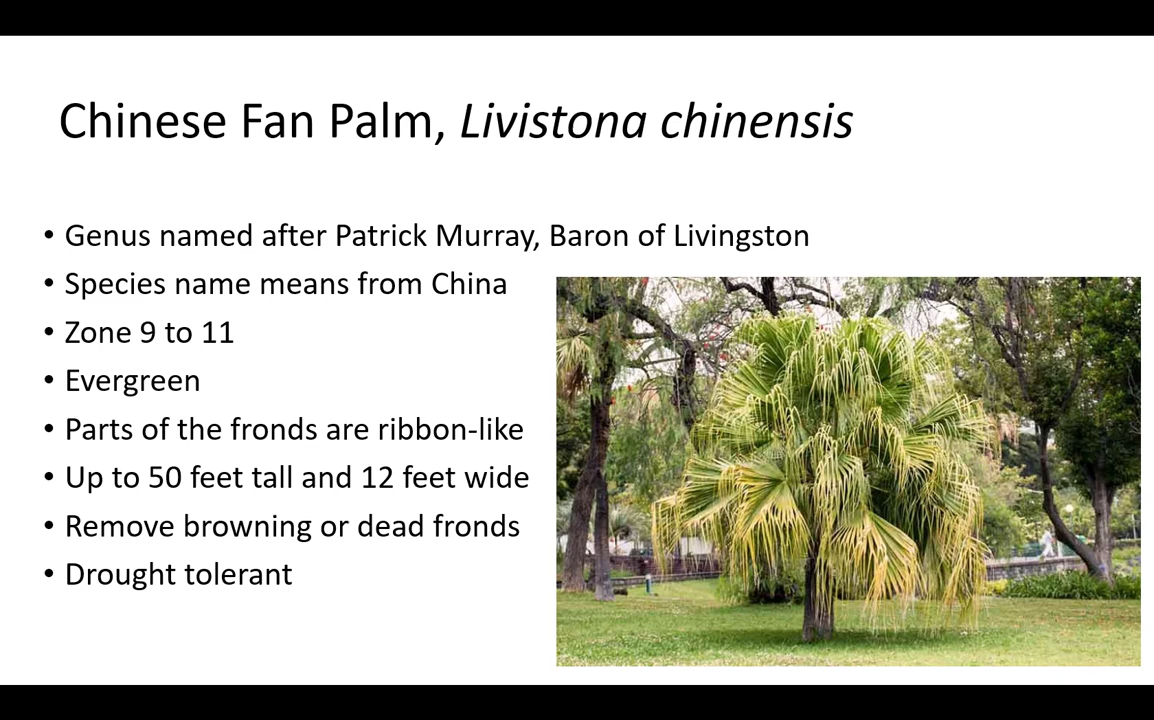 Chinese Fan Palm, Livistona chinensis
• Genus named after Patrick Murray, Baron of Livingston
• Species name means from China
• Zone 9 to 11
• Evergreen
• Parts of the fronds are ribbon-like
• Up to 50 feet tall and 12 feet wide
• Remove browning or dead fronds
• Drought tolerant